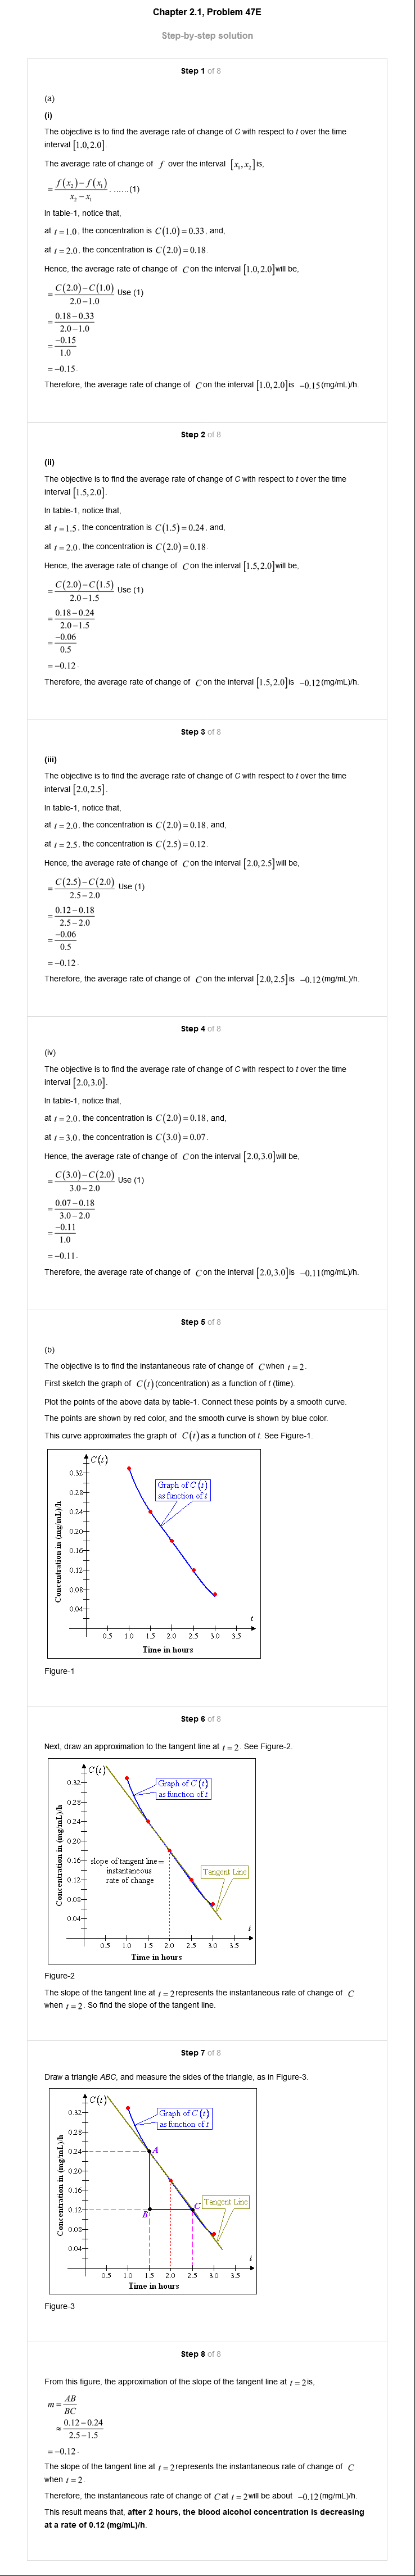 Chapter 2.1, Problem 47E
Step-by-step solution
Step 1 of 8
(a)
(i)
The objective is to find the average rate of change of C with respect to t over the time
interval [1.0, 2.0].
The average rate of change of f over the interval [x₁, x₂] is,
= (f(x₂) − f(x₁))/(x₂ − x₁) .......(1)
In table-1, notice that,
at t = 1.0, the concentration is C(1.0) = 0.33, and,
at t = 2.0, the concentration is C(2.0) = 0.18.
Hence, the average rate of change of C on the interval [1.0, 2.0] will be,
= (C(2.0) − C(1.0))/(2.0 − 1.0) Use (1)
= (0.18 − 0.33)/(2.0 − 1.0)
= −0.15/1.0
= −0.15.
Therefore, the average rate of change of C on the interval [1.0, 2.0] is −0.15 (mg/mL)/h.
Step 2 of 8
(ii)
The objective is to find the average rate of change of C with respect to t over the time
interval [1.5, 2.0].
In table-1, notice that,
at t = 1.5, the concentration is C(1.5) = 0.24, and,
at t = 2.0, the concentration is C(2.0) = 0.18.
Hence, the average rate of change of C on the interval [1.5, 2.0] will be,
= (C(2.0) − C(1.5))/(2.0 − 1.5) Use (1)
= (0.18 − 0.24)/(2.0 − 1.5)
= −0.06/0.5
= −0.12.
Therefore, the average rate of change of C on the interval [1.5, 2.0] is −0.12 (mg/mL)/h.
Step 3 of 8
(iii)
The objective is to find the average rate of change of C with respect to t over the time
interval [2.0, 2.5].
In table-1, notice that,
at t = 2.0, the concentration is C(2.0) = 0.18, and,
at t = 2.5, the concentration is C(2.5) = 0.12.
Hence, the average rate of change of C on the interval [2.0, 2.5] will be,
= (C(2.5) − C(2.0))/(2.5 − 2.0) Use (1)
= (0.12 − 0.18)/(2.5 − 2.0)
= −0.06/0.5
= −0.12.
Therefore, the average rate of change of C on the interval [2.0, 2.5] is −0.12 (mg/mL)/h.
Step 4 of 8
(iv)
The objective is to find the average rate of change of C with respect to t over the time
interval [2.0, 3.0].
In table-1, notice that,
at t = 2.0, the concentration is C(2.0) = 0.18, and,
at t = 3.0, the concentration is C(3.0) = 0.07.
Hence, the average rate of change of C on the interval [2.0, 3.0] will be,
= (C(3.0) − C(2.0))/(3.0 − 2.0) Use (1)
= (0.07 − 0.18)/(3.0 − 2.0)
= −0.11/1.0
= −0.11.
Therefore, the average rate of change of C on the interval [2.0, 3.0] is −0.11 (mg/mL)/h.
Step 5 of 8
(b)
The objective is to find the instantaneous rate of change of C when t = 2.
First sketch the graph of C(t) (concentration) as a function of t (time).
Plot the points of the above data by table-1. Connect these points by a smooth curve.
The points are shown by red color, and the smooth curve is shown by blue color.
This curve approximates the graph of C(t) as a function of t. See Figure-1.
C(t)
Graph of C(t)
as function of t
Concentration in (mg/mL)/h
0.32
0.28
0.24
0.20
0.16
0.12
0.08
0.04
t
0.5 1.0 1.5 2.0 2.5 3.0 3.5
Time in hours
Figure-1
Step 6 of 8
Next, draw an approximation to the tangent line at t = 2. See Figure-2.
C(t)
Graph of C(t)
as function of t
Concentration in (mg/mL)/h
0.32
0.28
0.24
0.20
0.16
0.12
0.08
0.04
slope of tangent line=
instantaneous
rate of change
Tangent Line
t
0.5 1.0 1.5 2.0 2.5 3.0 3.5
Time in hours
Figure-2
The slope of the tangent line at t = 2 represents the instantaneous rate of change of C
when t = 2. So find the slope of the tangent line.
Step 7 of 8
Draw a triangle ABC, and measure the sides of the triangle, as in Figure-3.
C(t)
Graph of C(t)
as function of t
Concentration in (mg/mL)/h
0.32
0.28
0.24
0.20
0.16
0.12
0.08
0.04
A
B
C
Tangent Line
t
0.5 1.0 1.5 2.0 2.5 3.0 3.5
Time in hours
Figure-3
Step 8 of 8
From this figure, the approximation of the slope of the tangent line at t = 2 is,
m = AB/BC
≈ (0.12 − 0.24)/(2.5 − 1.5)
= −0.12.
The slope of the tangent line at t = 2 represents the instantaneous rate of change of C
when t = 2.
Therefore, the instantaneous rate of change of C at t = 2 will be about −0.12 (mg/mL)/h.
This result means that, after 2 hours, the blood alcohol concentration is decreasing
at a rate of 0.12 (mg/mL)/h.